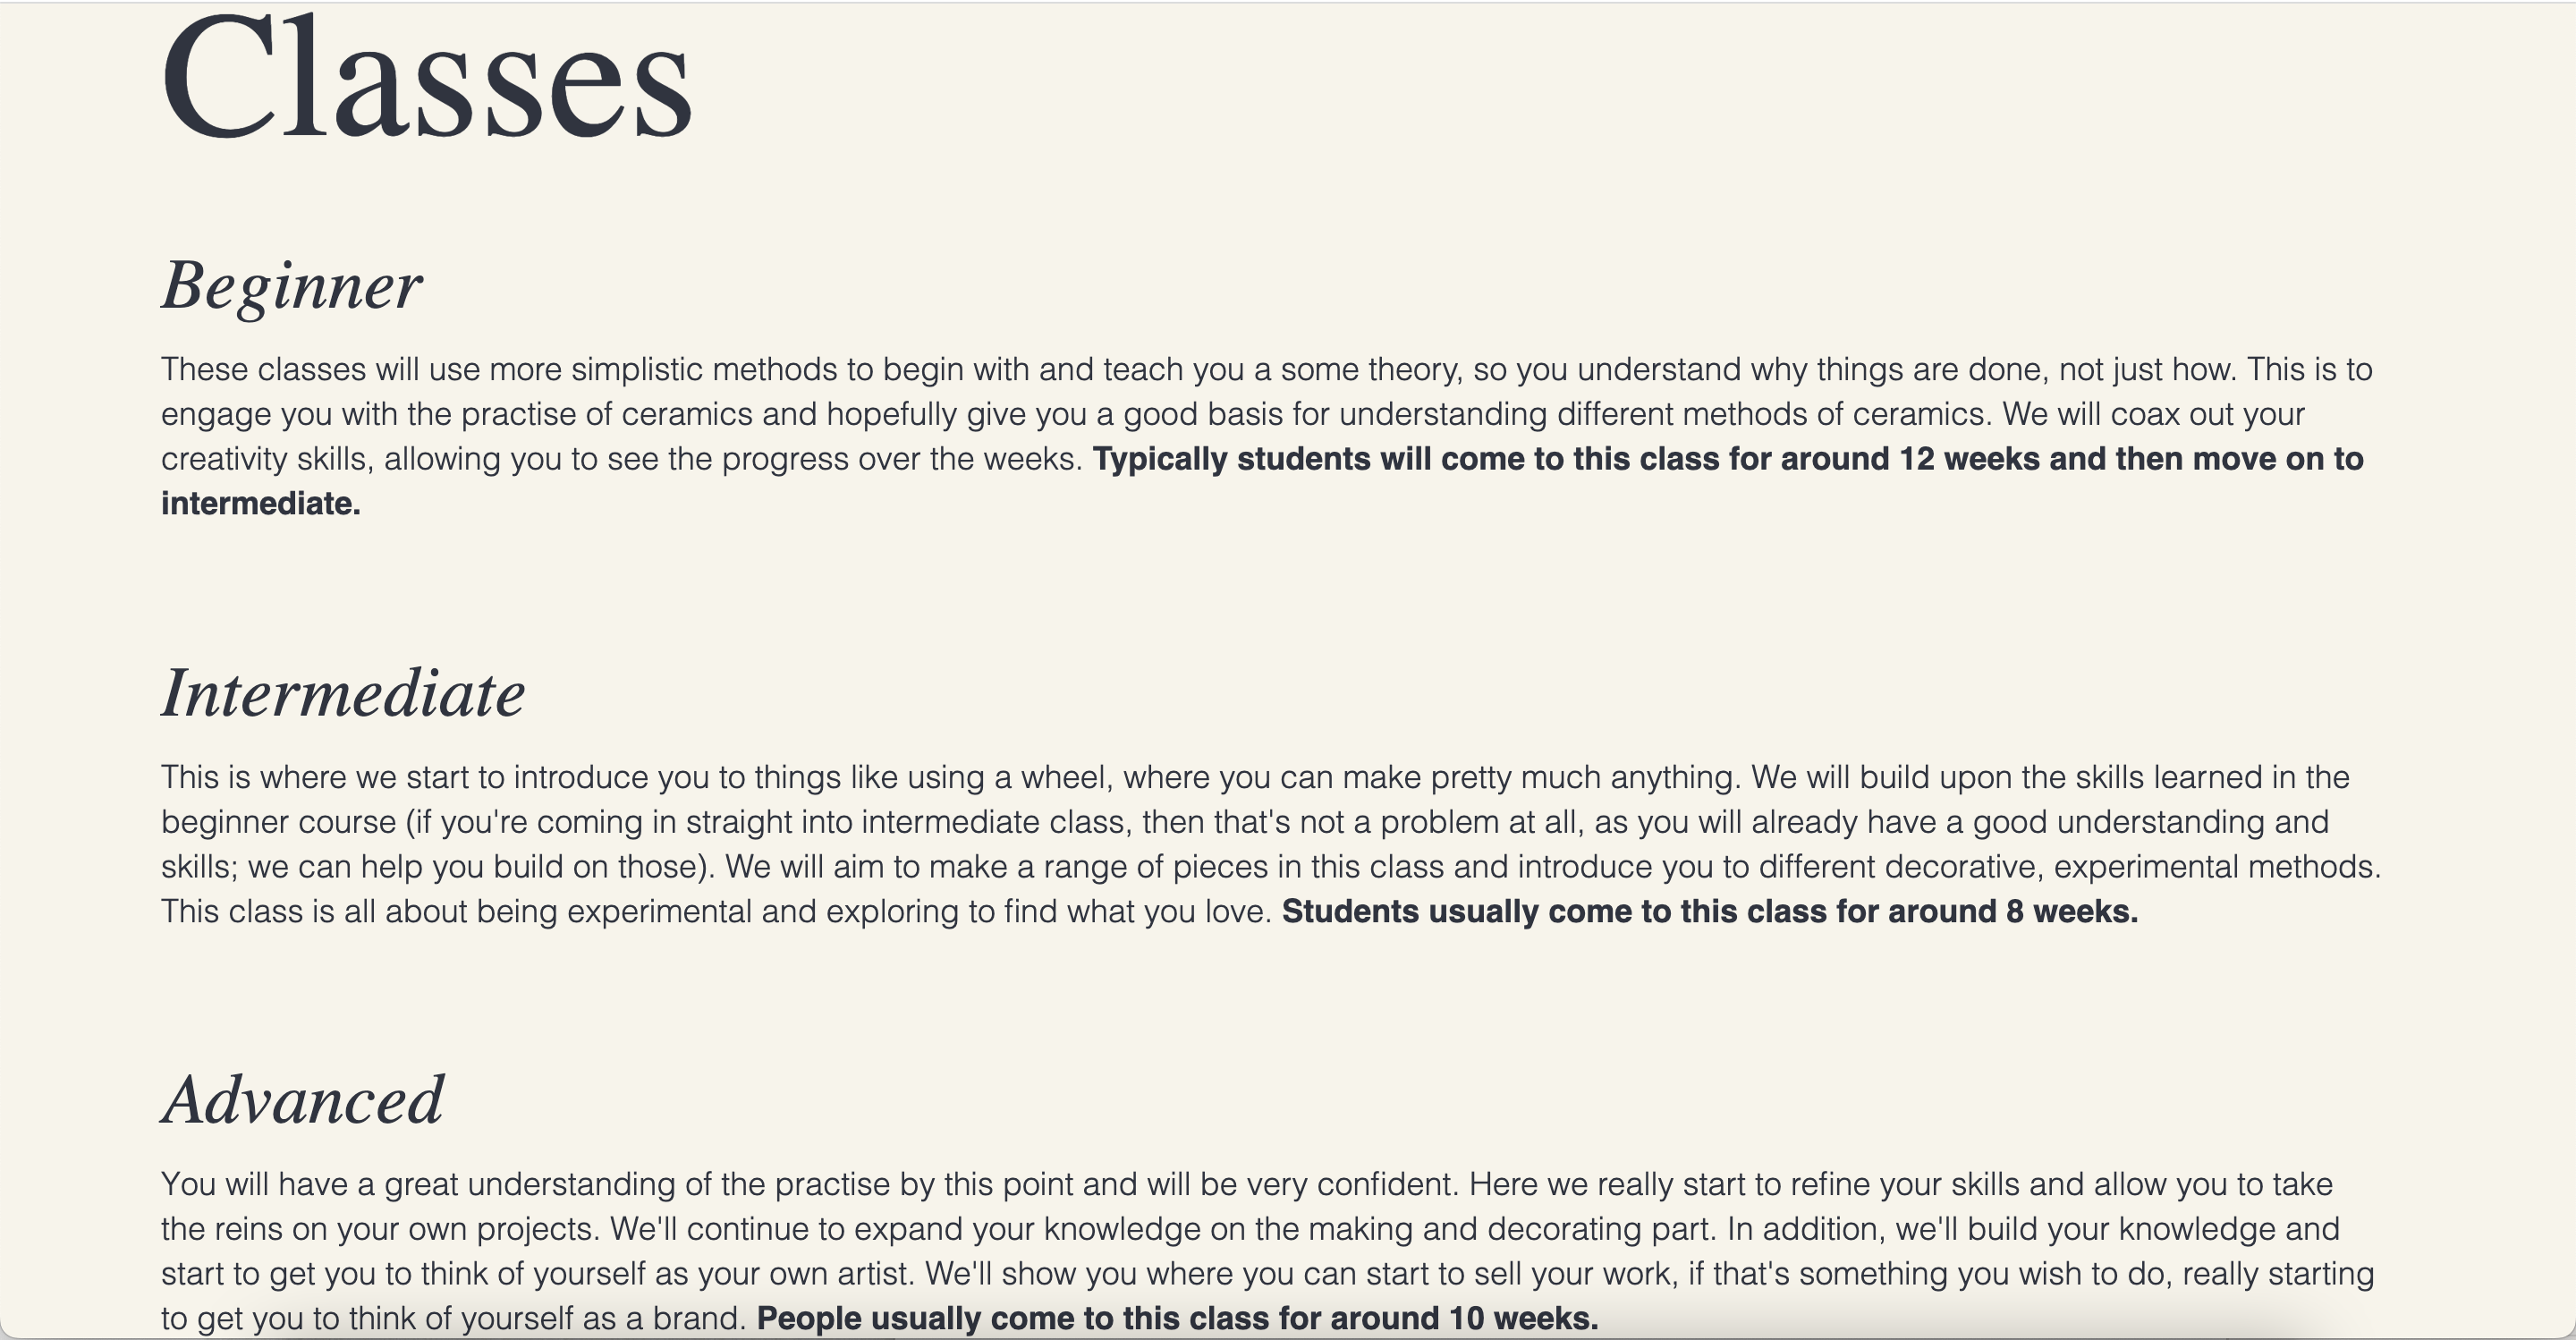 Classes
Beginner
These classes will use more simplistic methods to begin with and teach you a some theory, so you understand why things are done, not just how. This is to
engage you with the practise of ceramics and hopefully give you a good basis for understanding different methods of ceramics. We will coax out your
creativity skills, allowing you to see the progress over the weeks. Typically students will come to this class for around 12 weeks and then move on to
intermediate.
Intermediate
This is where we start to introduce you to things like using a wheel, where you can make pretty much anything. We will build upon the skills learned in the
beginner course (if you're coming in straight into intermediate class, then that's not a problem at all, as you will already have a good understanding and
skills; we can help you build on those). We will aim to make a range of pieces in this class and introduce you to different decorative, experimental methods.
This class is all about being experimental and exploring to find what you love. Students usually come to this class for around 8 weeks.
Advanced
You will have a great understanding of the practise by this point and will be very confident. Here we really start to refine your skills and allow you to take
the reins on your own projects. We'll continue to expand your knowledge on the making and decorating part. In addition, we'll build your knowledge and
start to get you to think of yourself as your own artist. We'll show you where you can start to sell your work, if that's something you wish to do, really starting
to get you to think of yourself as a brand. People usually come to this class for around 10 weeks.